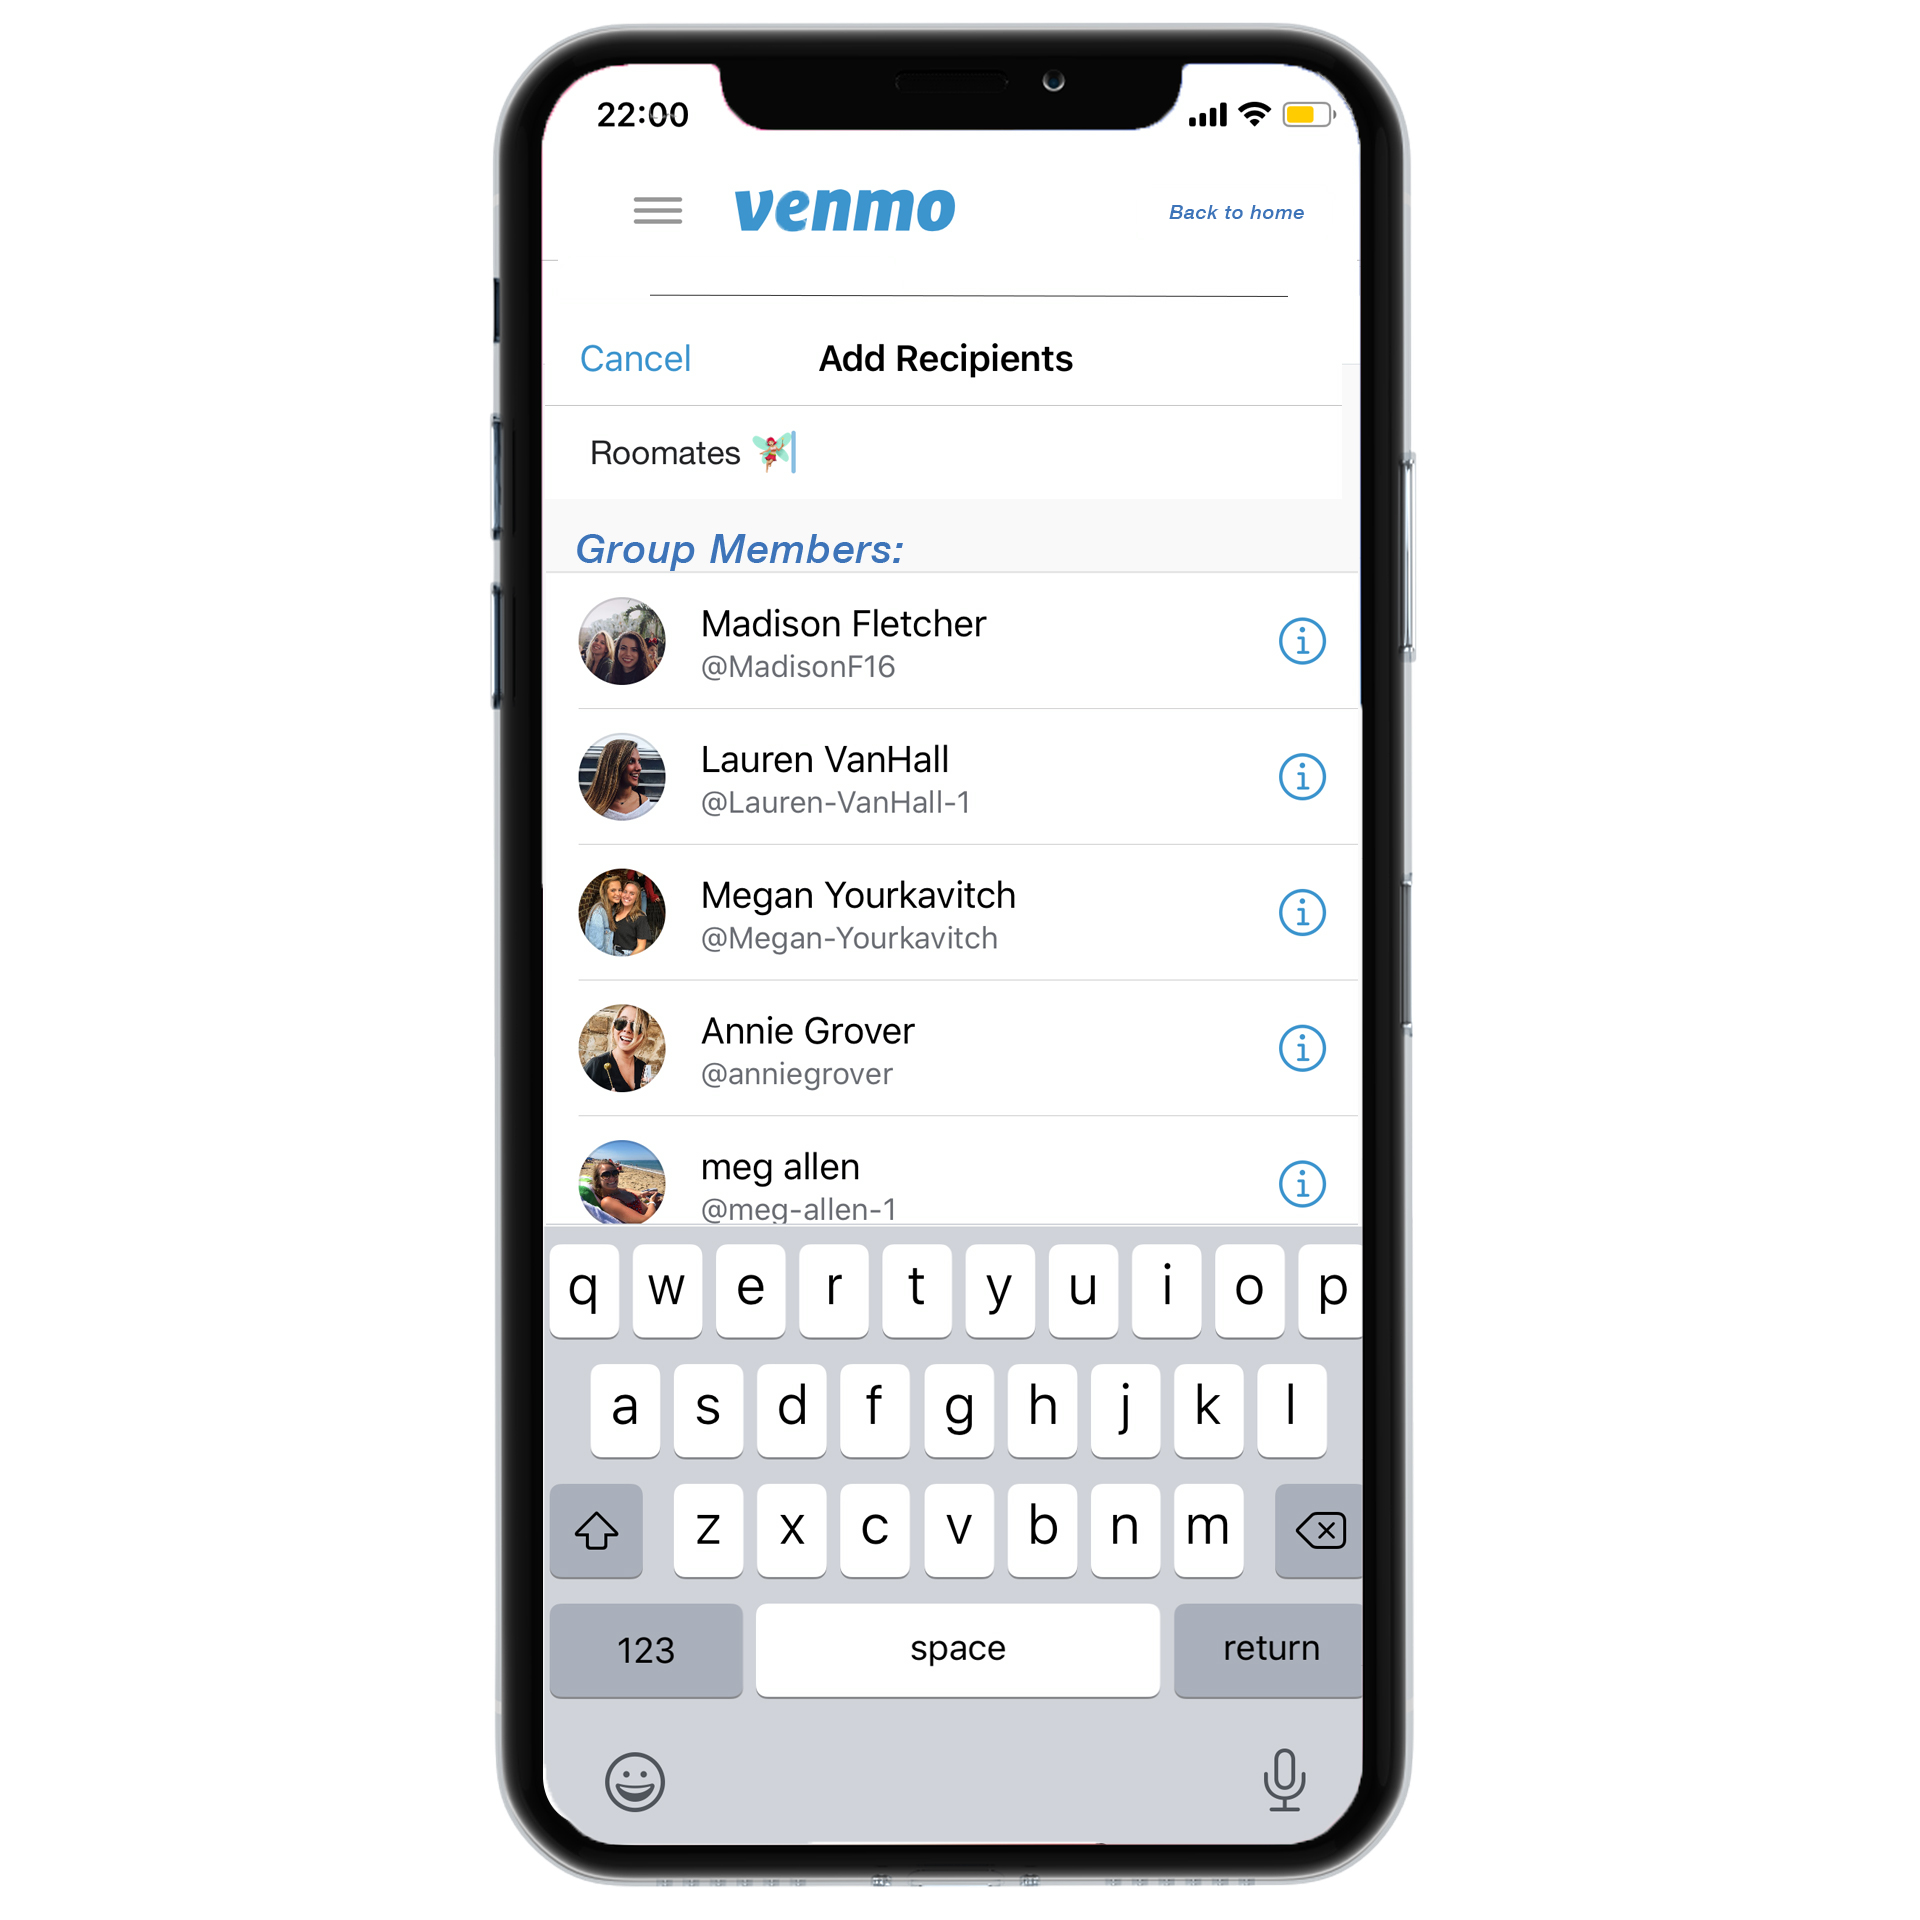 22:00
venmo
Back to home
Cancel
Add Recipients
Roomates 🧚
Group Members:
Madison Fletcher
@MadisonF16
Lauren VanHall
@Lauren-VanHall-1
Megan Yourkavitch
@Megan-Yourkavitch
Annie Grover
@anniegrover
meg allen
@meg-allen-1
q w e r t y u i o p
a s d f g h j k l
z x c v b n m
123 space return